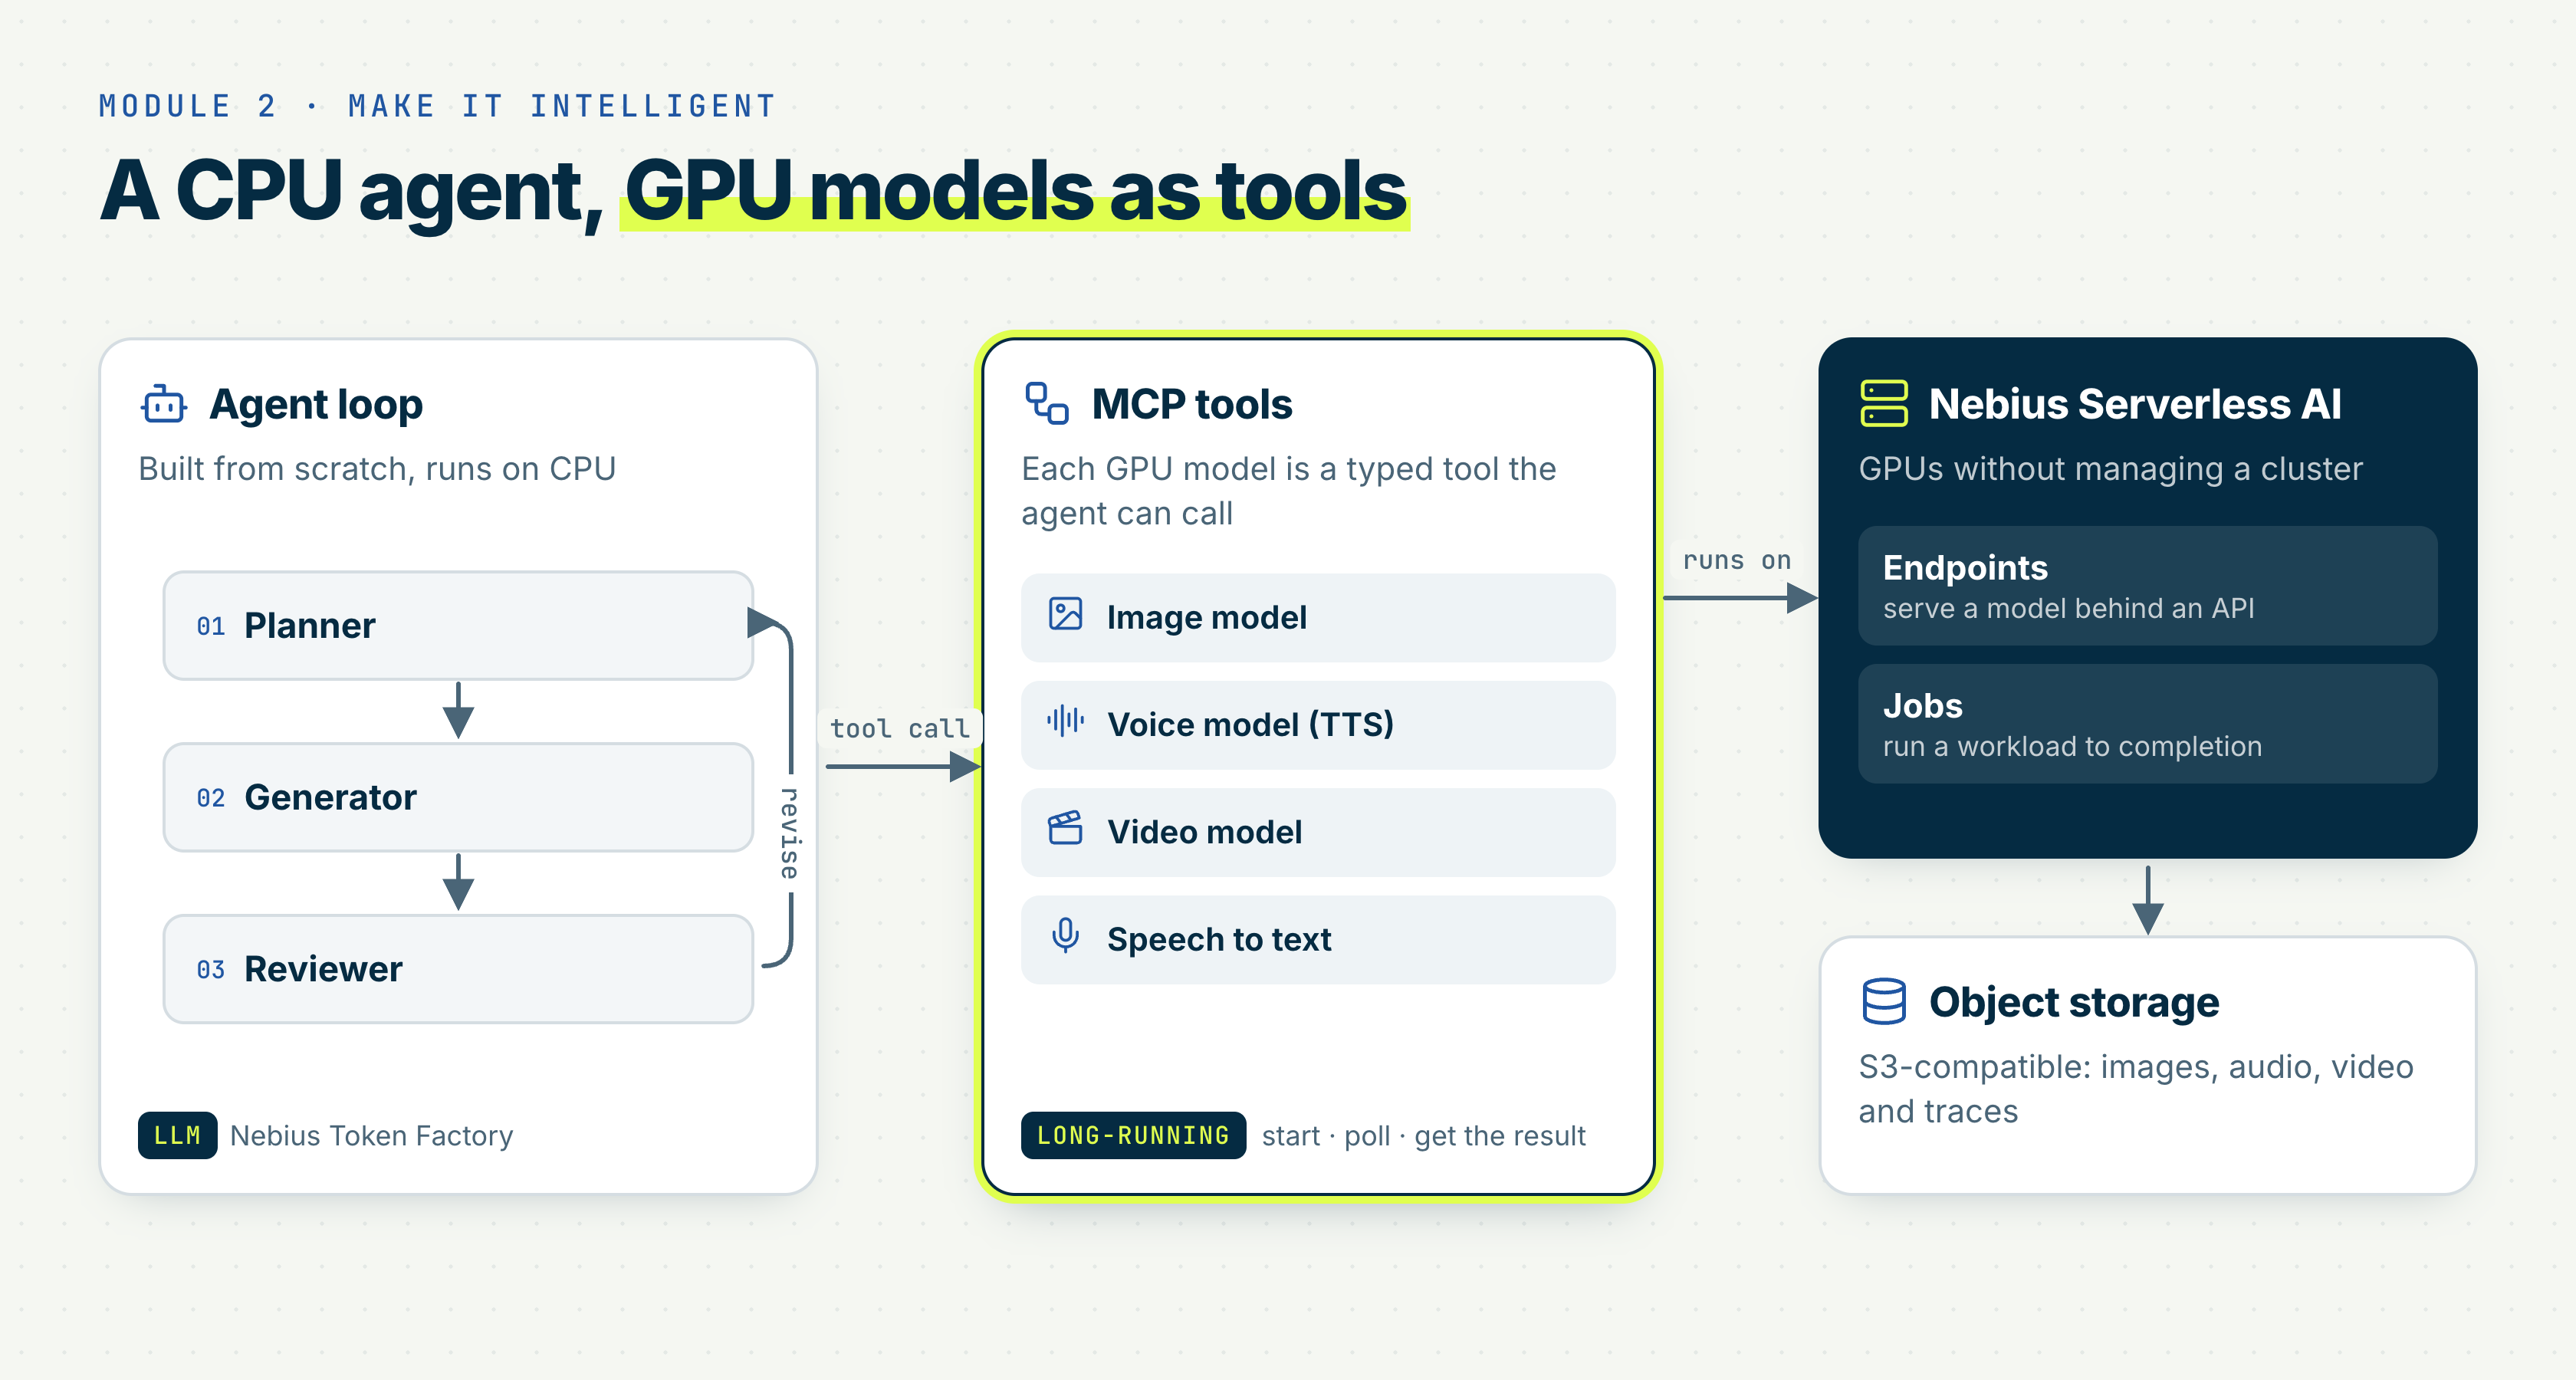 MODULE 2 · MAKE IT INTELLIGENT
A CPU agent, GPU models as tools
Agent loop
Built from scratch, runs on CPU
01 Planner
02 Generator
03 Reviewer
revise
LLM Nebius Token Factory
tool call
MCP tools
Each GPU model is a typed tool the
agent can call
Image model
Voice model (TTS)
Video model
Speech to text
LONG-RUNNING start · poll · get the result
runs on
Nebius Serverless AI
GPUs without managing a cluster
Endpoints
serve a model behind an API
Jobs
run a workload to completion
Object storage
S3-compatible: images, audio, video
and traces